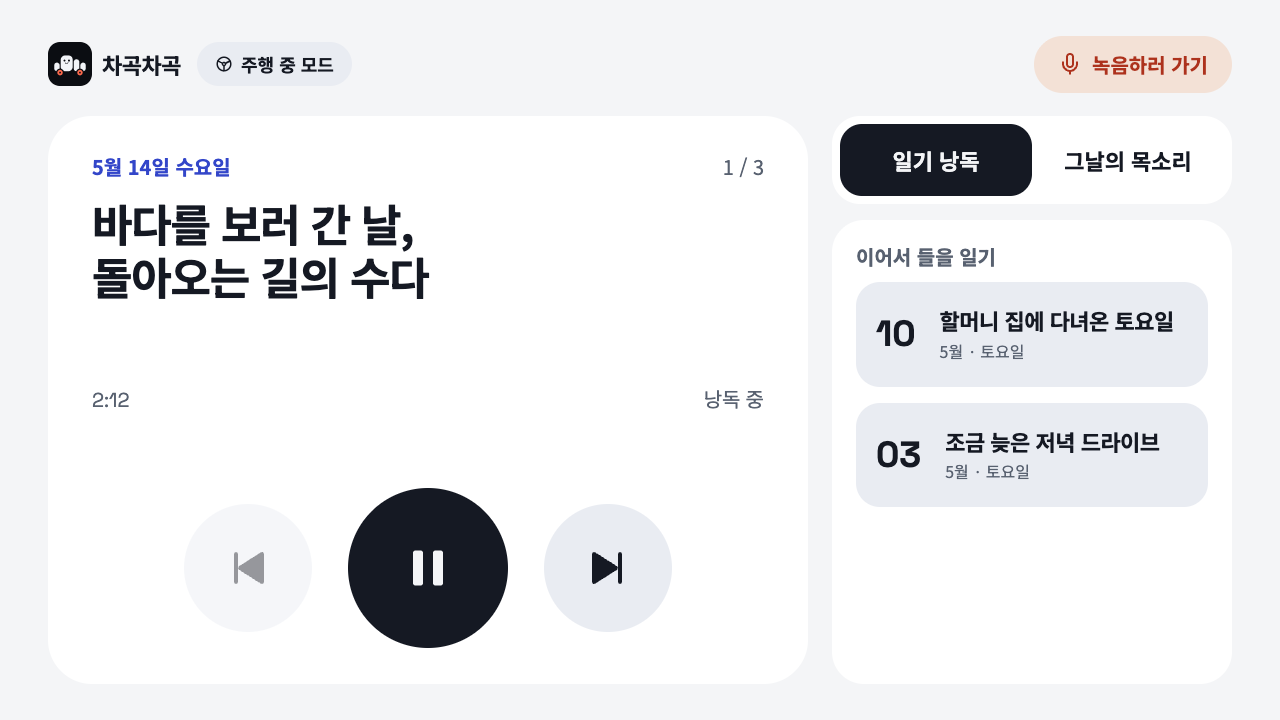 차곡차곡
주행 중 모드
녹음하러 가기
5월 14일 수요일
1 / 3
바다를 보러 간 날,
돌아오는 길의 수다
2:12
낭독 중
일기 낭독
그날의 목소리
이어서 들을 일기
10
할머니 집에 다녀온 토요일
5월 · 토요일
03
조금 늦은 저녁 드라이브
5월 · 토요일